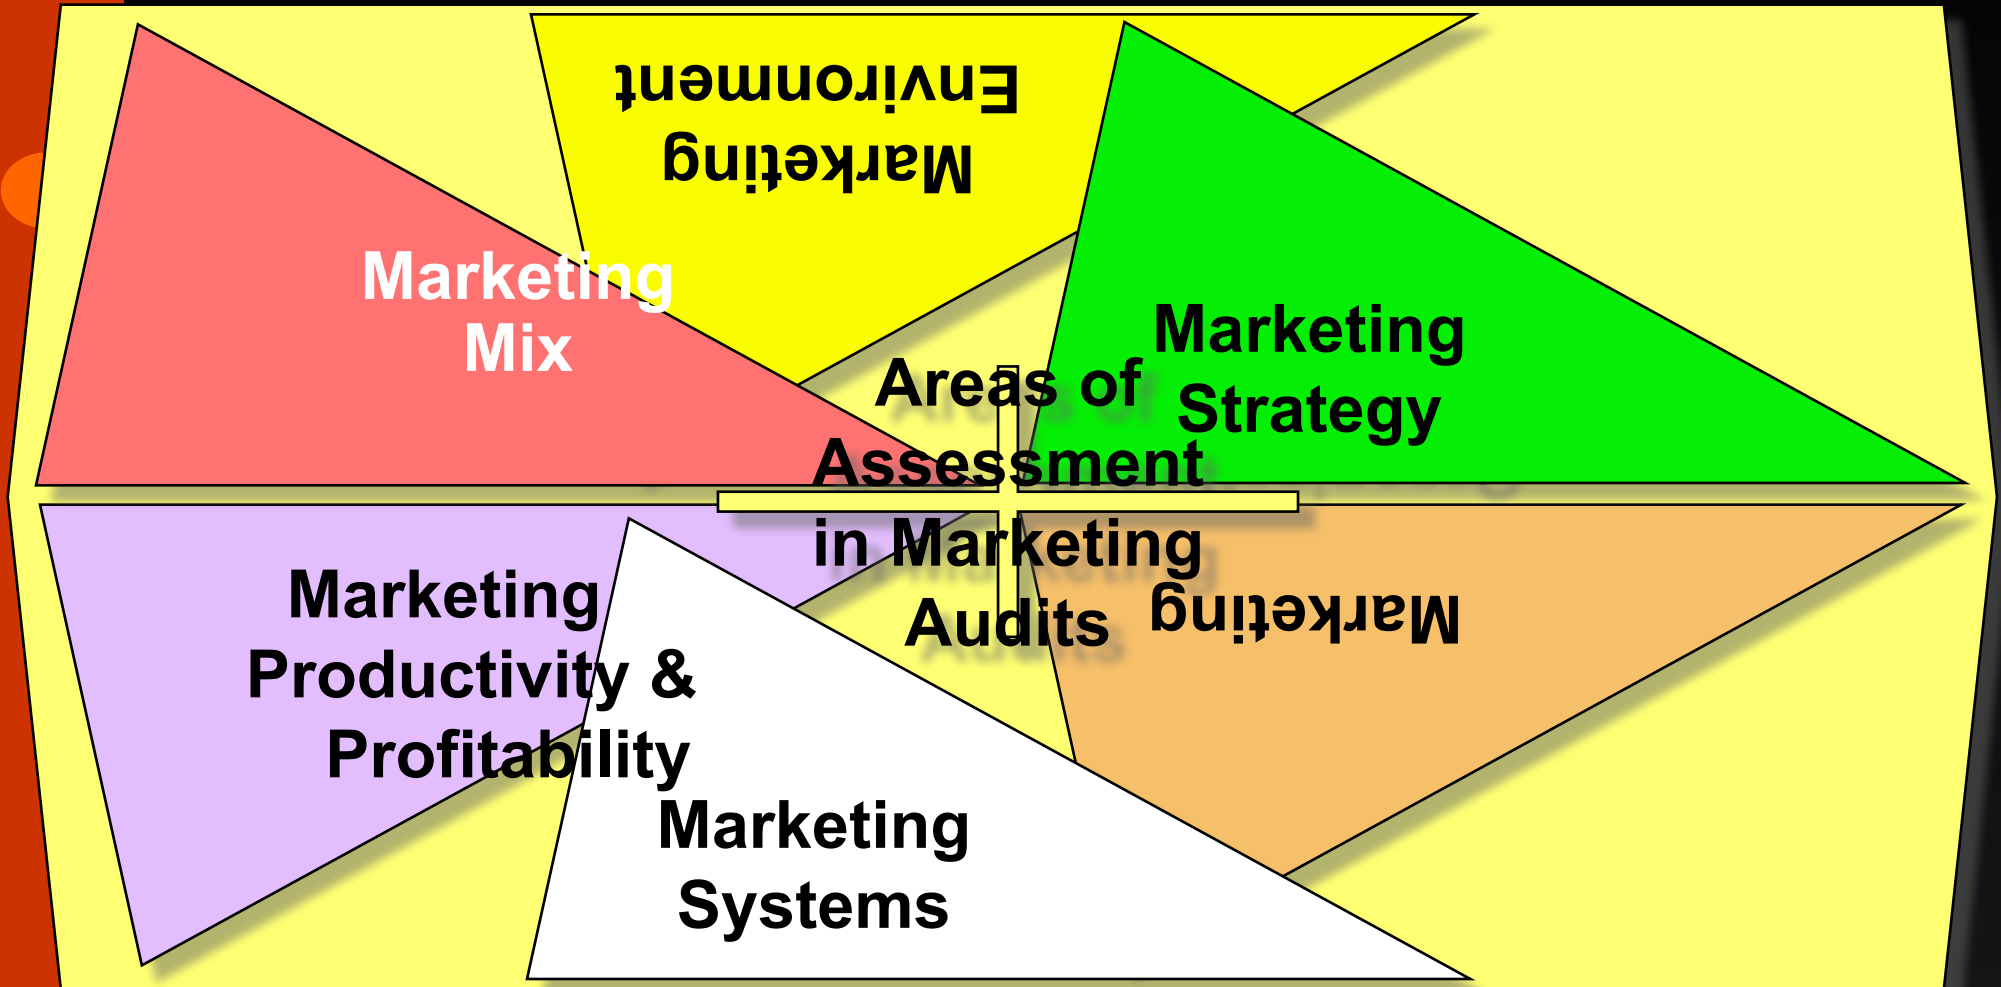 Marketing
Environment
Marketing
Mix
Marketing
Strategy
Areas of
Assessment
in Marketing
Audits
Marketing
Marketing
Productivity &
Profitability
Marketing
Systems